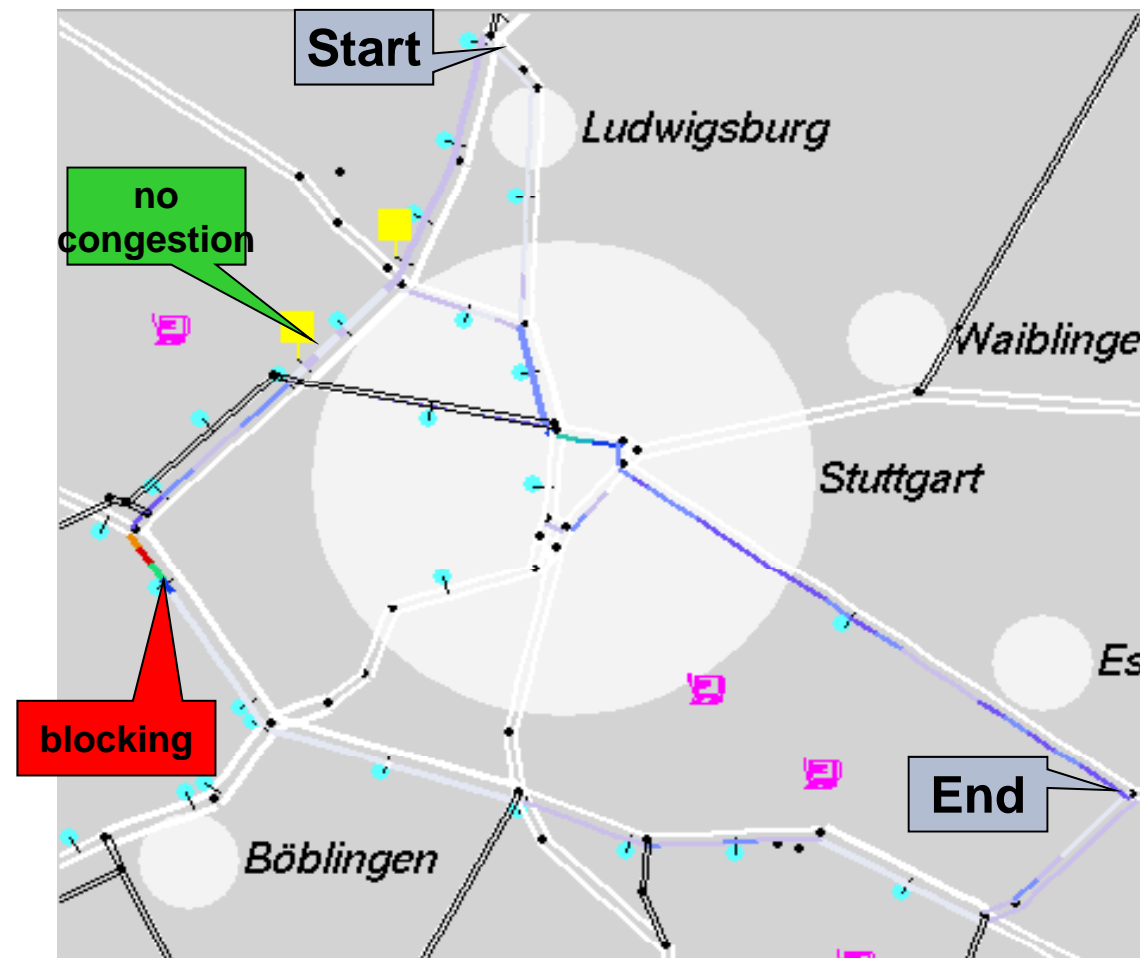 Start
Ludwigsburg
no
congestion
Waiblinge
Stuttgart
Es
blocking
End
Böblingen